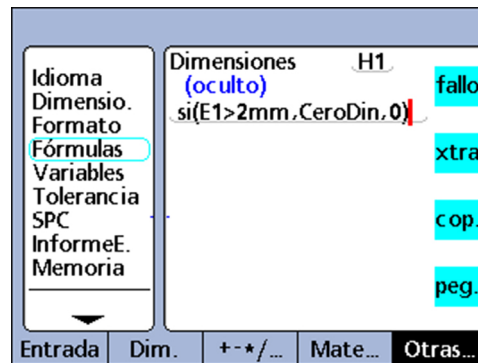 Idioma
Dimensio.
Formato
Fórmulas
Variables
Tolerancia
SPC
InformeE.
Memoria
Dimensiones H1
(oculto)
si(E1>2mm,CeroDin,0)
fallo
xtra
cop.
peg.
Entrada Dim. +-*/... Mate... Otras...